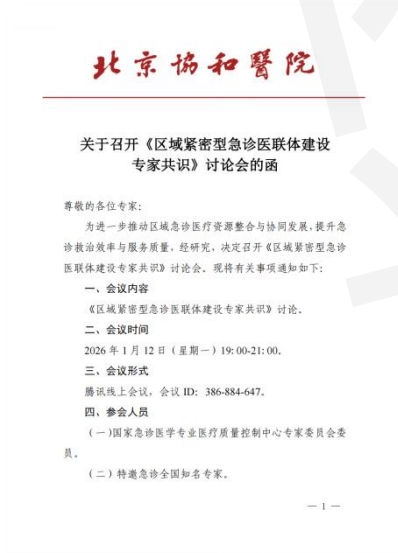 北京協和醫院
关于召开《区域紧密型急诊医联体建设
专家共识》讨论会的函
尊敬的各位专家：
为进一步推动区域急诊医疗资源整合与协同发展，提升急
诊救治效率与服务质量，经研究，决定召开《区域紧密型急诊
医联体建设专家共识》讨论会。现将有关事项通知如下：
一、会议内容
《区域紧密型急诊医联体建设专家共识》讨论。
二、会议时间
2026 年 1 月 12 日（星期一）19:00-21:00。
三、会议形式
腾讯线上会议，会议 ID：386-884-647。
四、参会人员
（一）国家急诊医学专业医疗质量控制中心专家委员会委
员。
（二）特邀急诊全国知名专家。
— 1 —